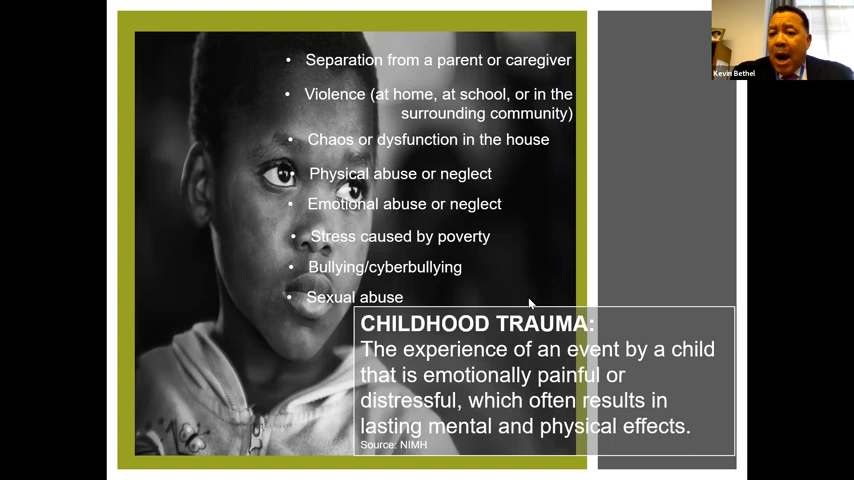 • Separation from a parent or caregiver
• Violence (at home, at school, or in the
surrounding community)
• Chaos or dysfunction in the house
Physical abuse or neglect
• Emotional abuse or neglect
• Stress caused by poverty
• Bullying/cyberbullying
• Sexual abuse
CHILDHOOD TRAUMA:
The experience of an event by a child
that is emotionally painful or
distressful, which often results in
lasting mental and physical effects.
Source: NIMH
Kevin Bethel